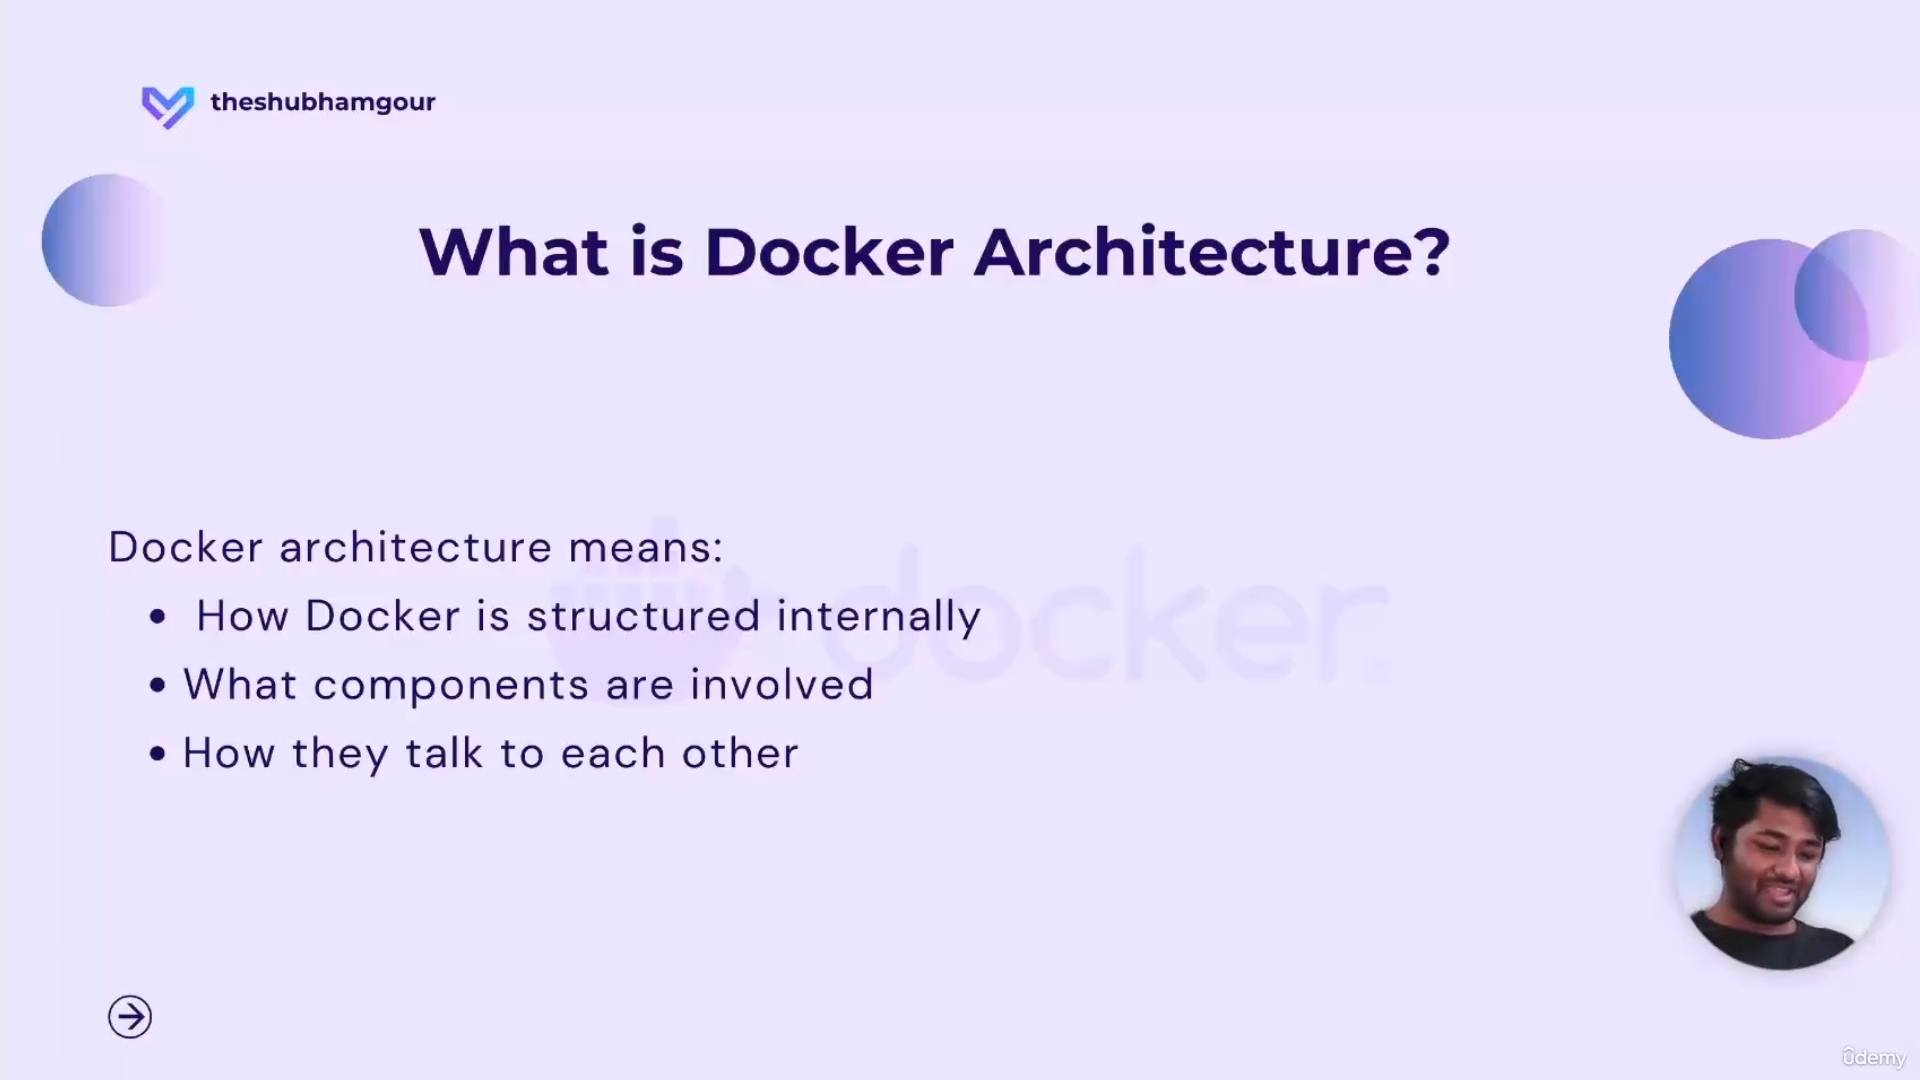 theshubhamgour
What is Docker Architecture?
Docker architecture means:
• How Docker is structured internally
• What components are involved
• How they talk to each other
docker.
ûdemy